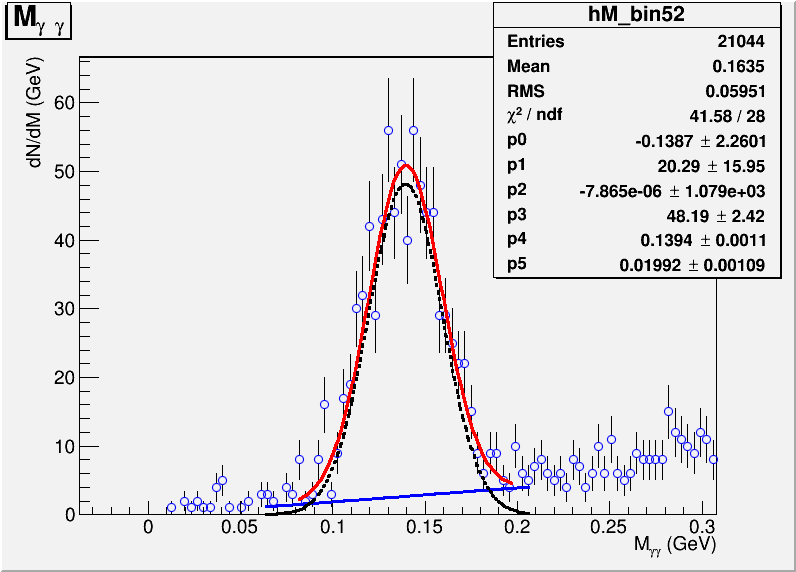 M γ γ
hM_bin52
Entries 21044
Mean 0.1635
RMS 0.05951
χ² / ndf 41.58 / 28
p0 -0.1387 ± 2.2601
p1 20.29 ± 15.95
p2 -7.865e-06 ± 1.079e+03
p3 48.19 ± 2.42
p4 0.1394 ± 0.0011
p5 0.01992 ± 0.00109
dN/dM (GeV)
60
50
40
30
20
10
0
0 0.05 0.1 0.15 0.2 0.25 0.3
Mγγ (GeV)